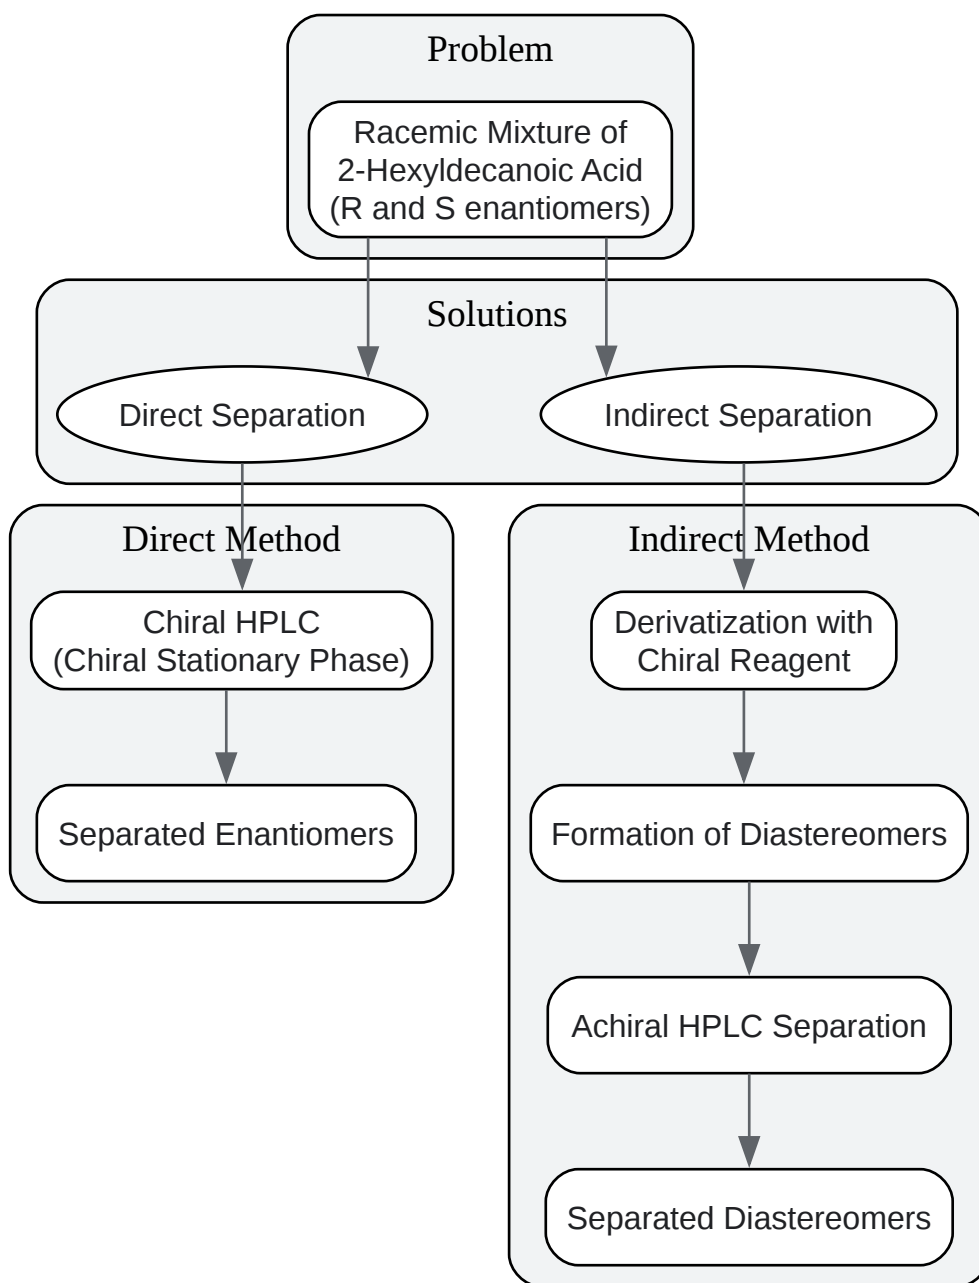 Problem
Racemic Mixture of
2-Hexyldecanoic Acid
(R and S enantiomers)
Solutions
Direct Separation
Indirect Separation
Direct Method
Chiral HPLC
(Chiral Stationary Phase)
Separated Enantiomers
Indirect Method
Derivatization with
Chiral Reagent
Formation of Diastereomers
Achiral HPLC Separation
Separated Diastereomers